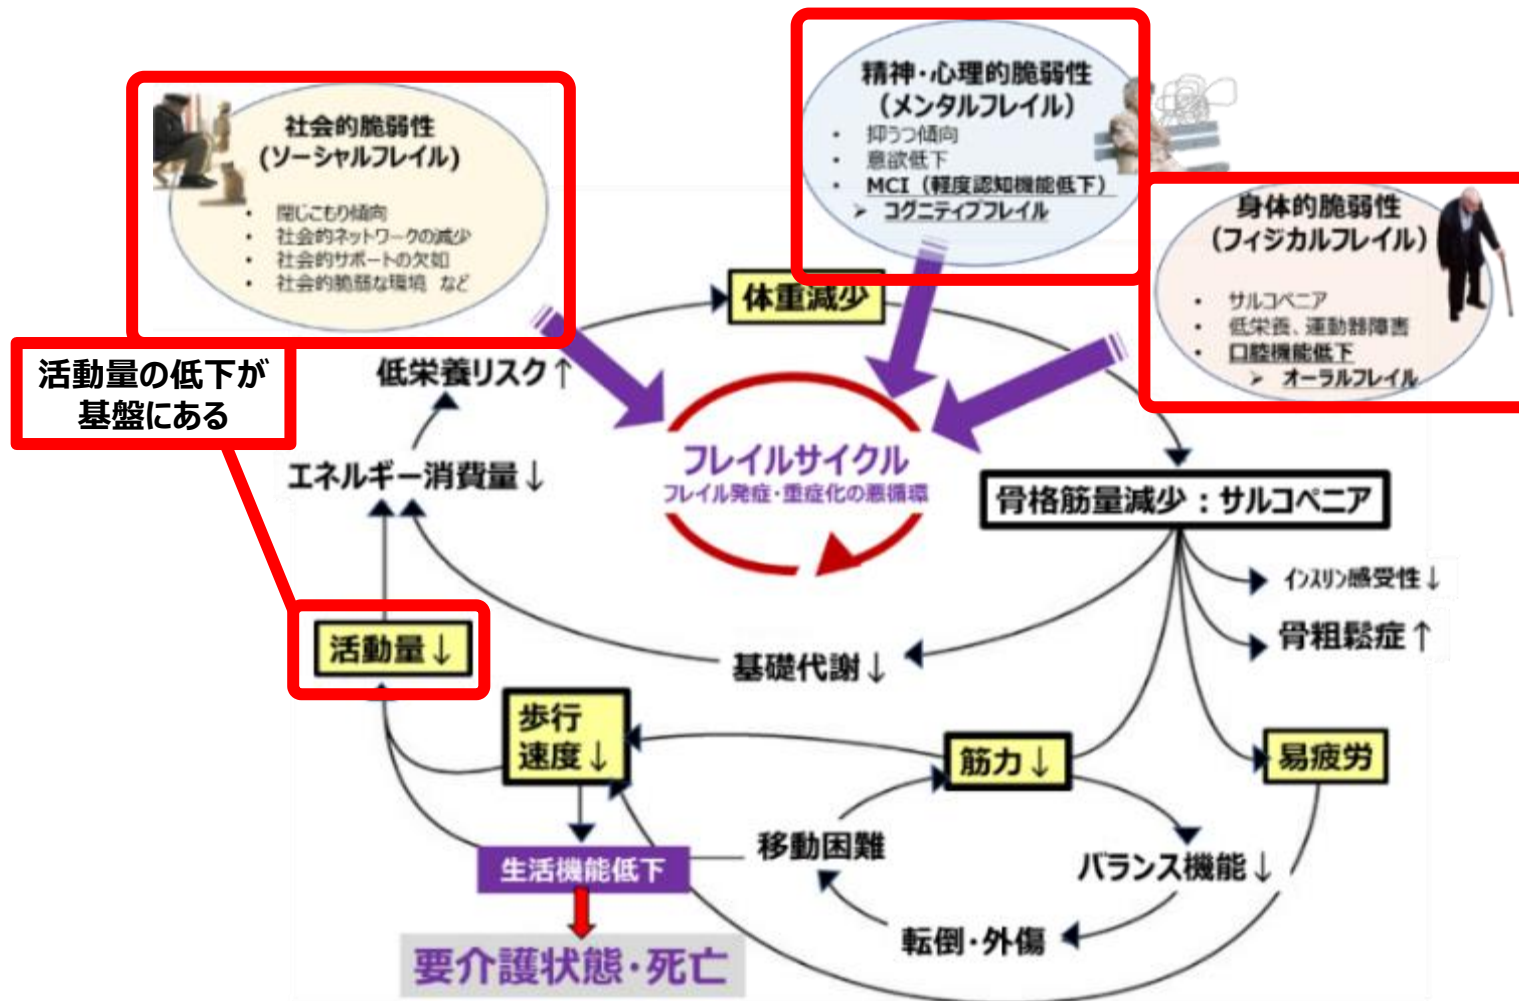 精神・心理的脆弱性
(メンタルフレイル)
• 抑うつ傾向
• 意欲低下
• MCI(軽度認知機能低下)
➢ コグニティブフレイル
社会的脆弱性
(ソーシャルフレイル)
• 閉じこもり傾向
• 社会的ネットワークの減少
• 社会的サポートの欠如
• 社会的脆弱な環境 など
身体的脆弱性
(フィジカルフレイル)
• サルコペニア
• 低栄養、運動器障害
• 口腔機能低下
➢ オーラルフレイル
体重減少
活動量の低下が
基盤にある
低栄養リスク↑
フレイルサイクル
フレイル発症・重症化の悪循環
エネルギー消費量↓
骨格筋量減少:サルコペニア
インスリン感受性↓
骨粗鬆症↑
活動量↓
基礎代謝↓
歩行
速度↓
筋力↓
易疲労
移動困難
バランス機能↓
生活機能低下
転倒・外傷
要介護状態・死亡